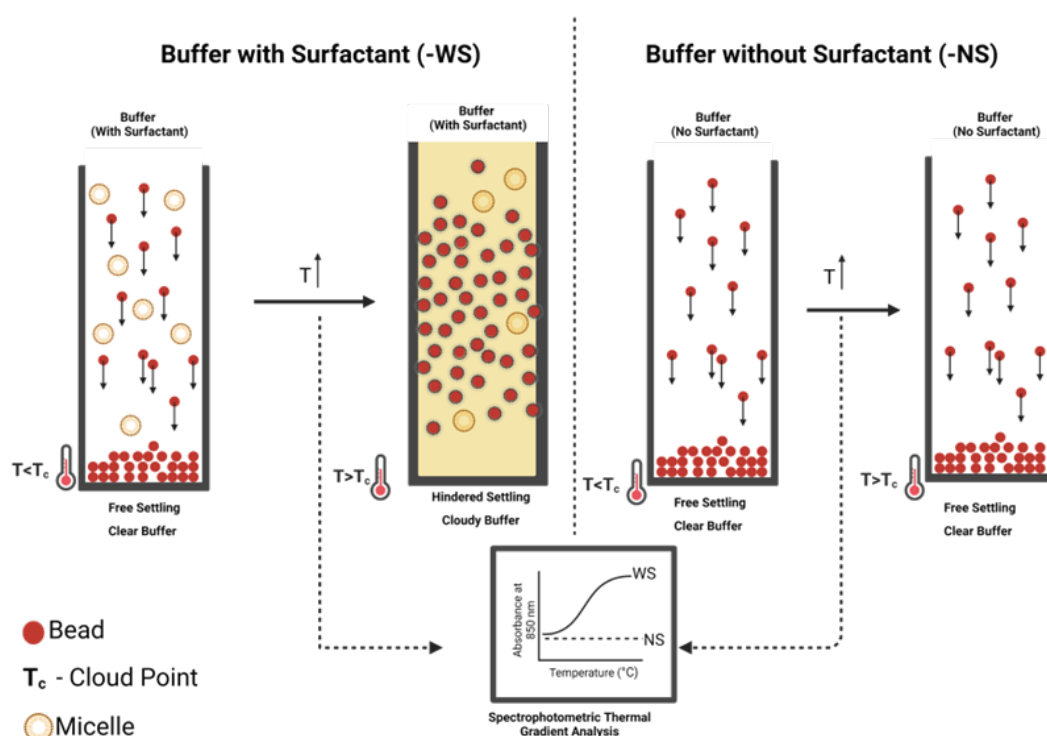 Buffer with Surfactant (-WS)
Buffer without Surfactant (-NS)
Buffer
(With Surfactant)
Buffer
(With Surfactant)
Buffer
(No Surfactant)
Buffer
(No Surfactant)
T
T
T<Tc
T>Tc
T<Tc
T>Tc
Free Settling
Clear Buffer
Hindered Settling
Cloudy Buffer
Free Settling
Clear Buffer
Free Settling
Clear Buffer
Absorbance at
850 nm
WS
NS
Temperature (°C)
Spectrophotometric Thermal
Gradient Analysis
Bead
Tc - Cloud Point
Micelle